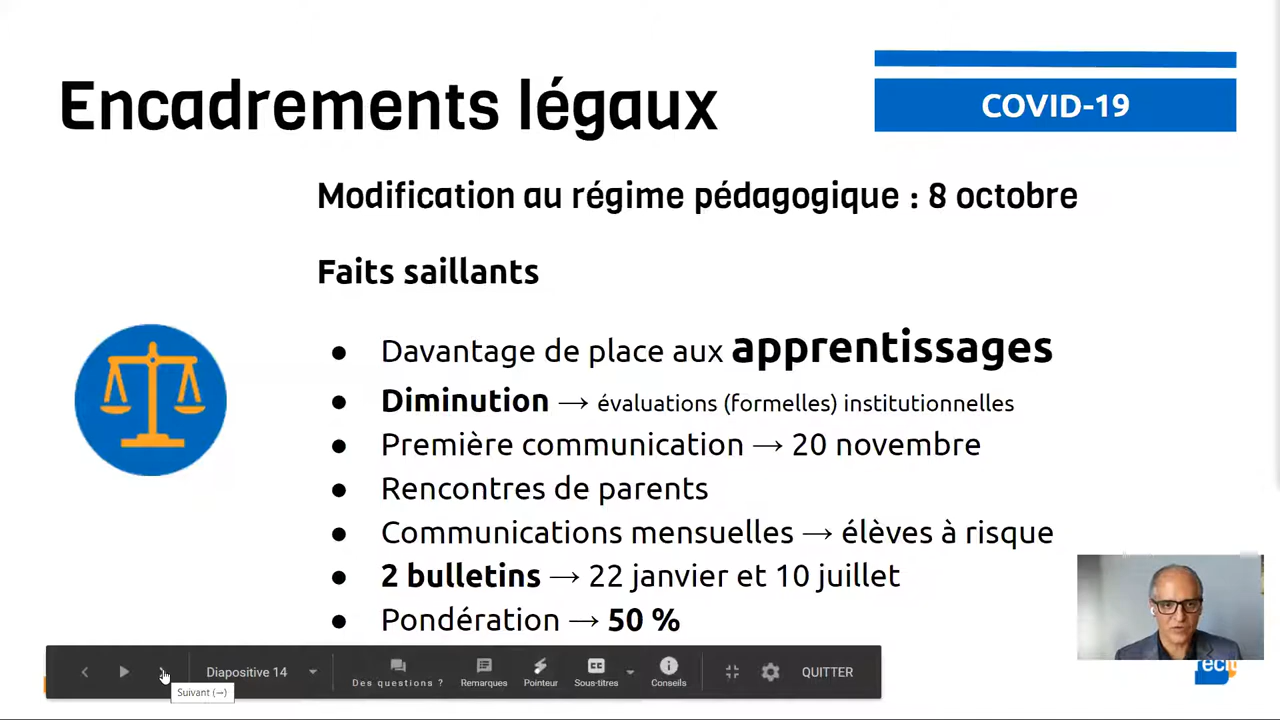 Encadrements légaux
COVID-19
Modification au régime pédagogique : 8 octobre
Faits saillants
● Davantage de place aux apprentissages
● Diminution → évaluations (formelles) institutionnelles
● Première communication → 20 novembre
● Rencontres de parents
● Communications mensuelles → élèves à risque
● 2 bulletins → 22 janvier et 10 juillet
● Pondération → 50 %
Diapositive 14
Des questions ?
Remarques
Pointeur
Sous-titres
Conseils
QUITTER
Suivant (→)